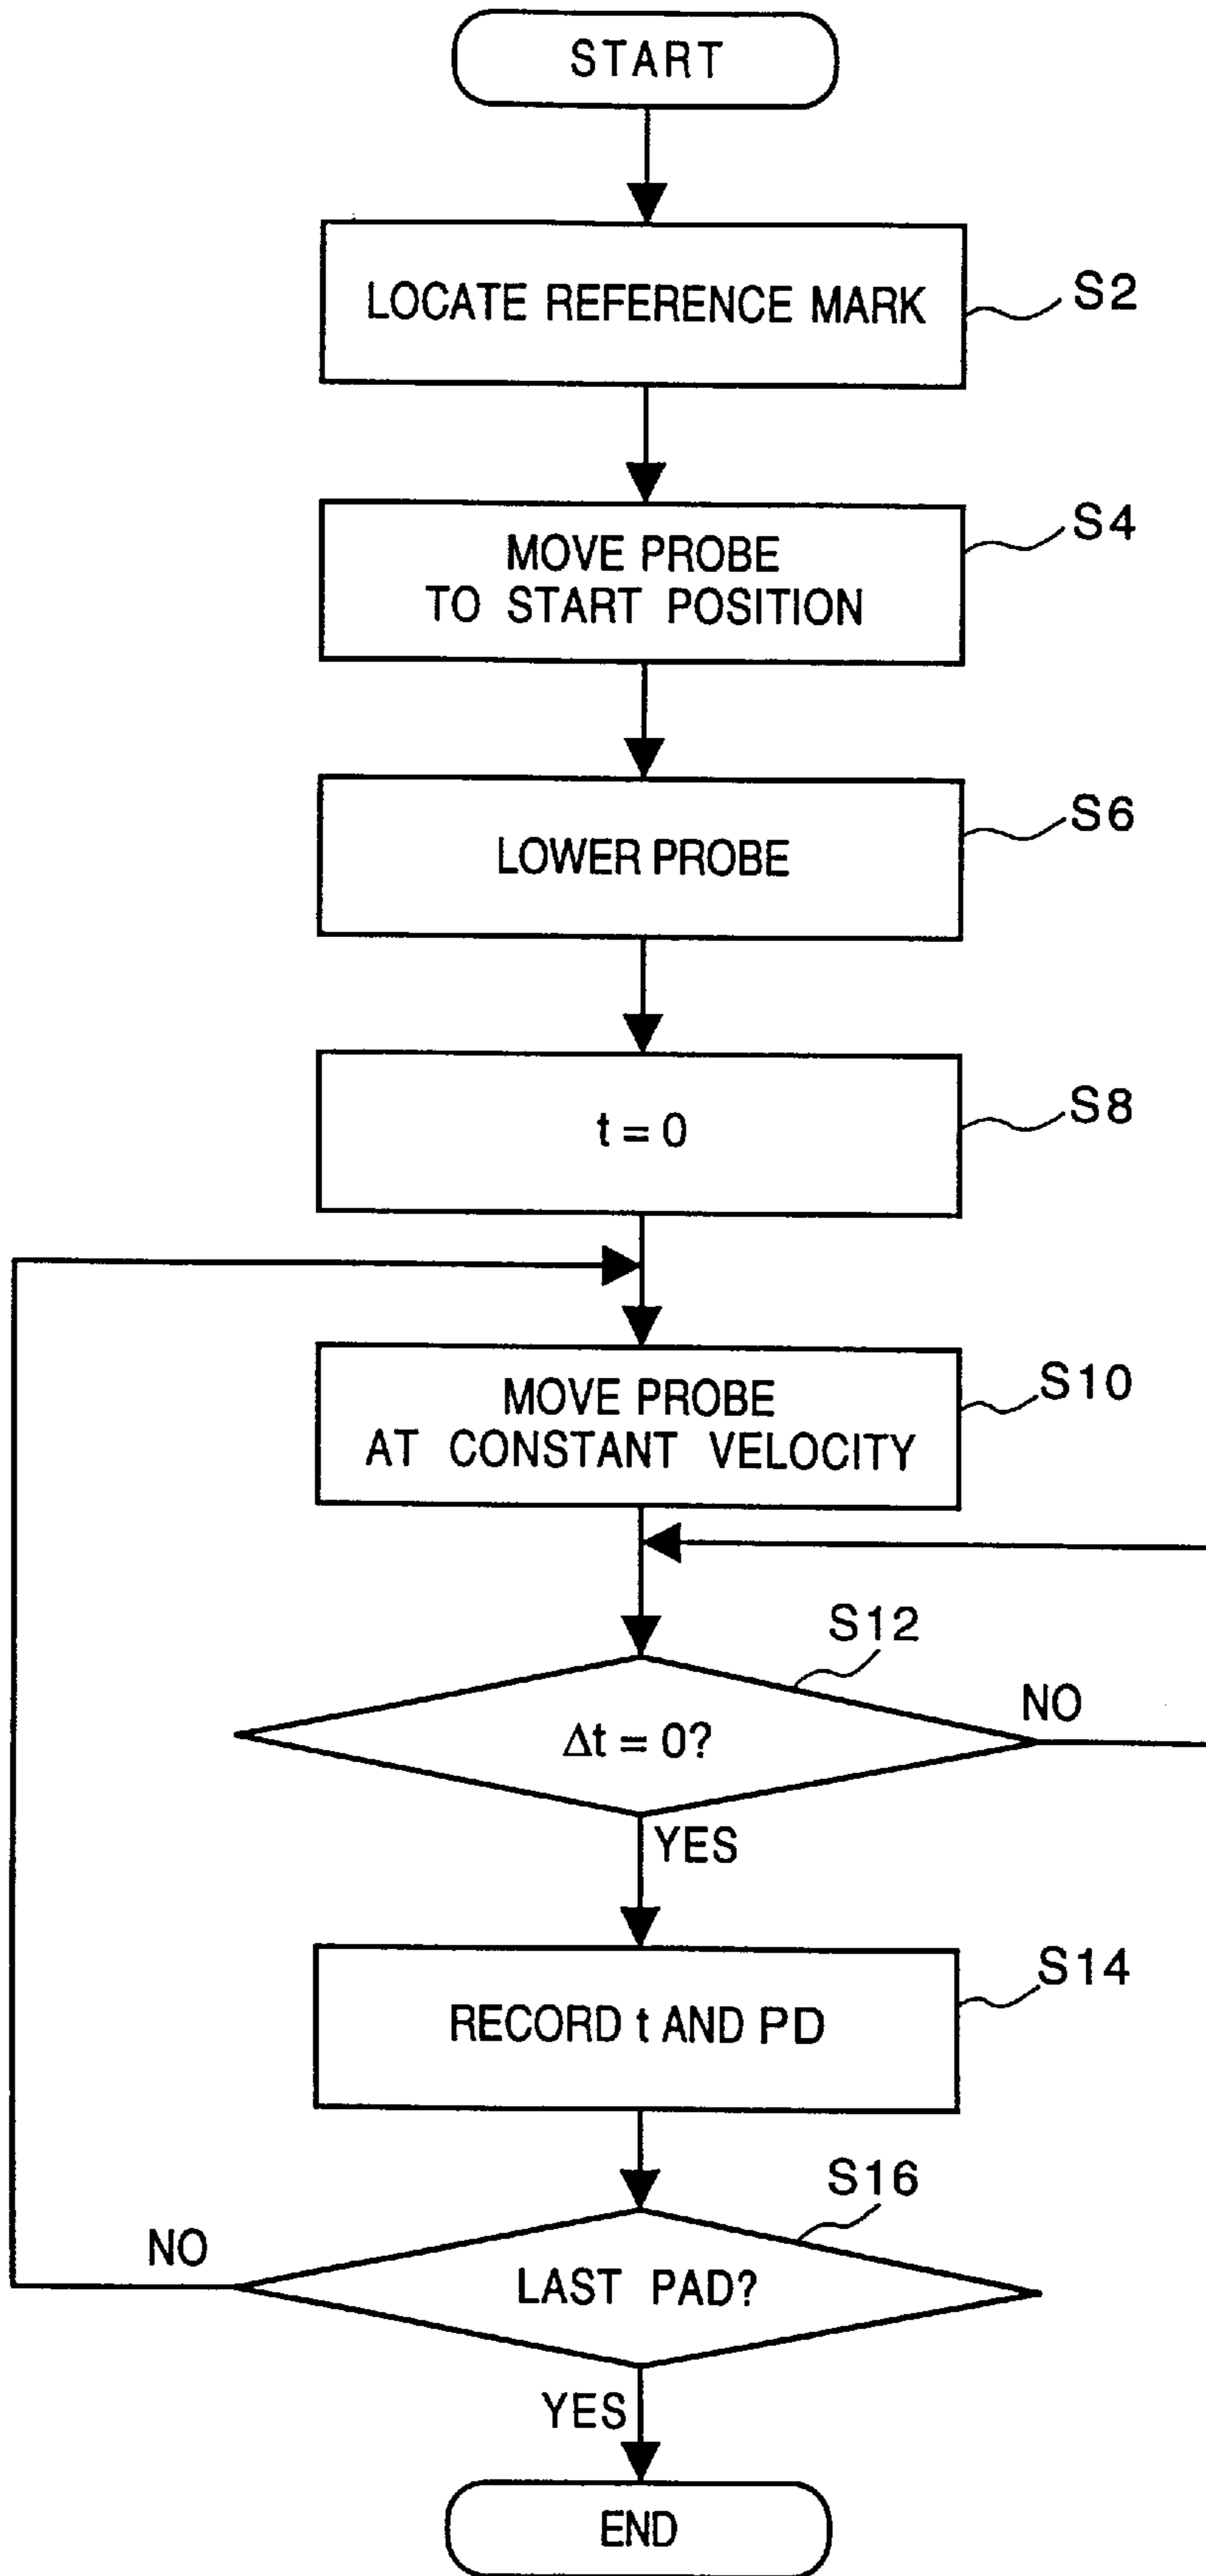 START
LOCATE REFERENCE MARK
S2
MOVE PROBE
TO START POSITION
S4
LOWER PROBE
S6
t = 0
S8
MOVE PROBE
AT CONSTANT VELOCITY
S10
S12
Δt = 0?
NO
YES
RECORD t AND PD
S14
S16
LAST PAD?
NO
YES
END